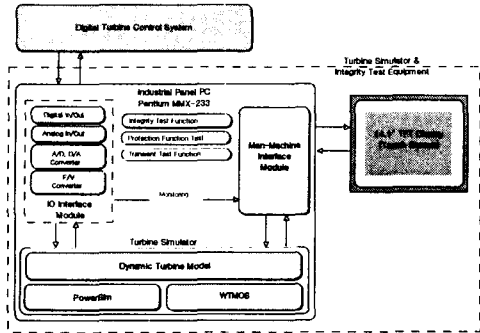 Digital Turbine Control System
Turbine Simulator &
Integrity Test Equipment
Industrial Panel PC
Pentium MMX-233
Digital In/Out
Analog In/Out
A/D, D/A
Converter
F/V
Converter
IO Interface
Module
Integrity Test Function
Protection Function Test
Transient Test Function
Monitoring
Man-Machine
Interface
Module
TFT Display
Turbine Simulator
Dynamic Turbine Model
PowerSim
WTMOS